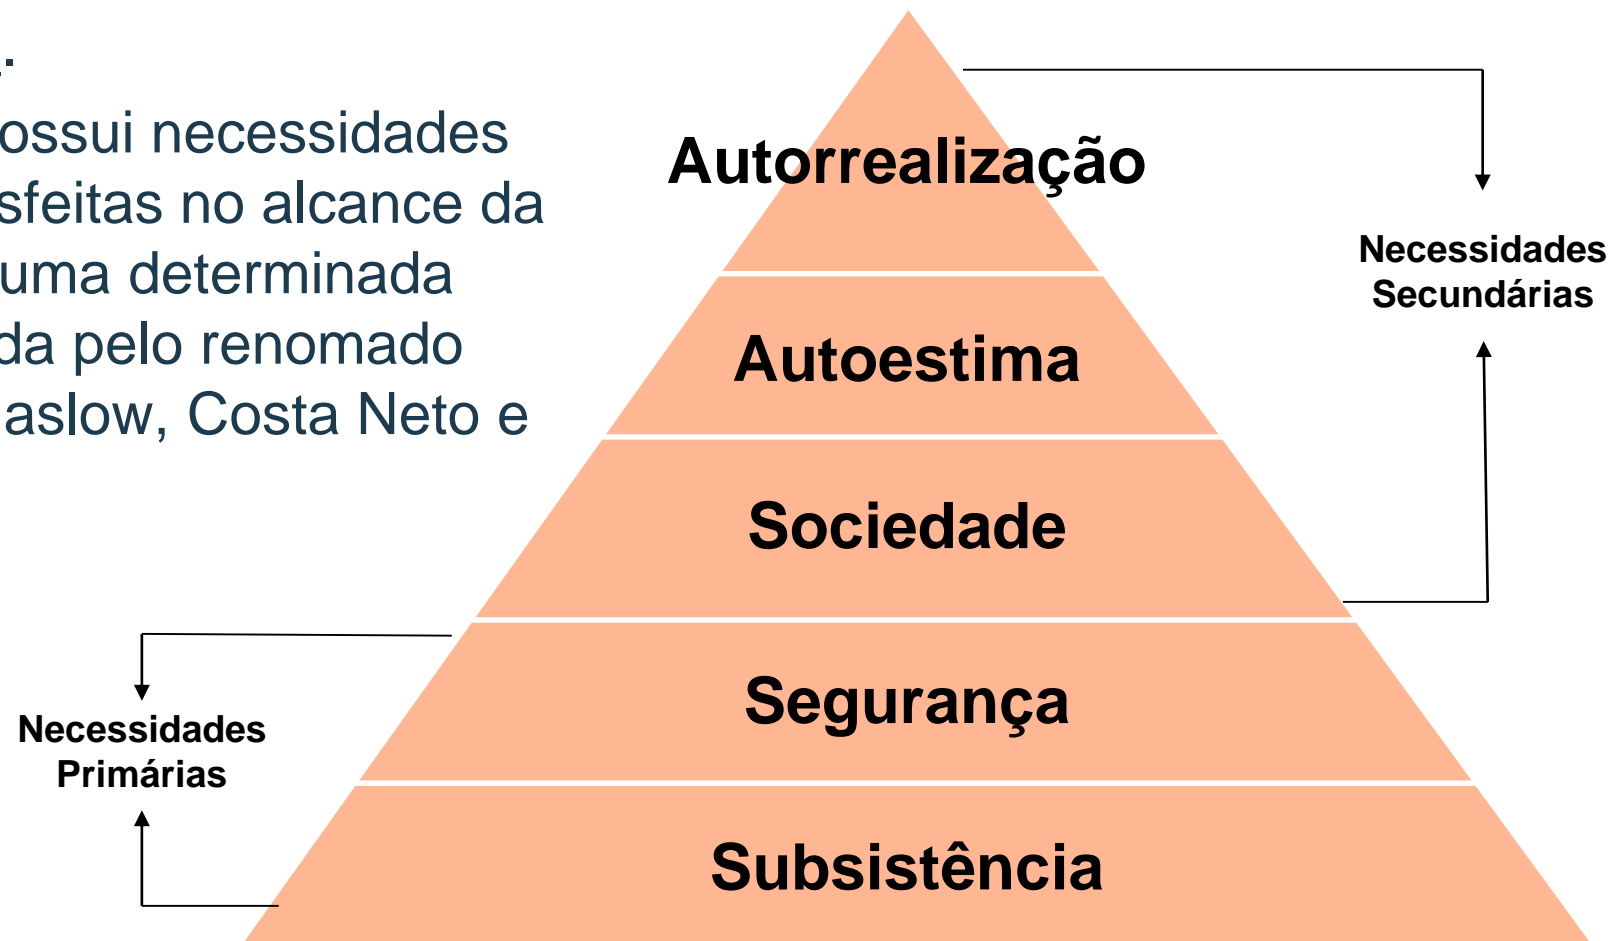 ossui necessidades
sfeitas no alcance da
uma determinada
da pelo renomado
aslow, Costa Neto e
Autorrealização
Autoestima
Sociedade
Segurança
Subsistência
Necessidades
Secundárias
Necessidades
Primárias